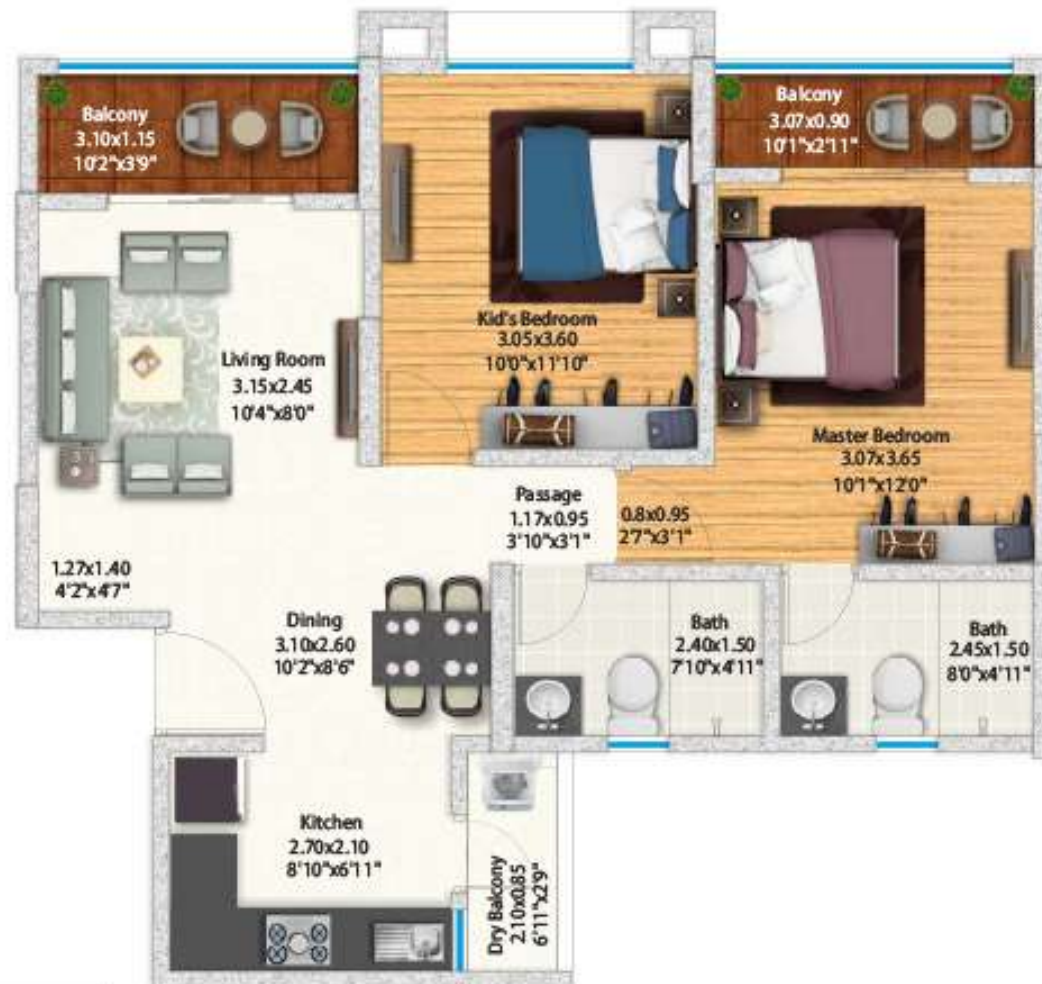 Balcony
3.10x1.15
10'2"x3'9"
Balcony
3.07x0.90
10'1"x2'11"
Kid's Bedroom
3.05x3.60
10'0"x11'10"
Living Room
3.15x2.45
10'4"x8'0"
Master Bedroom
3.07x3.65
10'1"x12'0"
Passage
1.17x0.95
3'10"x3'1"
0.8x0.95
2'7"x3'1"
1.27x1.40
4'2"x4'7"
Dining
3.10x2.60
10'2"x8'6"
Bath
2.40x1.50
7'10"x4'11"
Bath
2.45x1.50
8'0"x4'11"
Kitchen
2.70x2.10
8'10"x6'11"
Dry Balcony
2.10x0.85
6'11"x2'9"